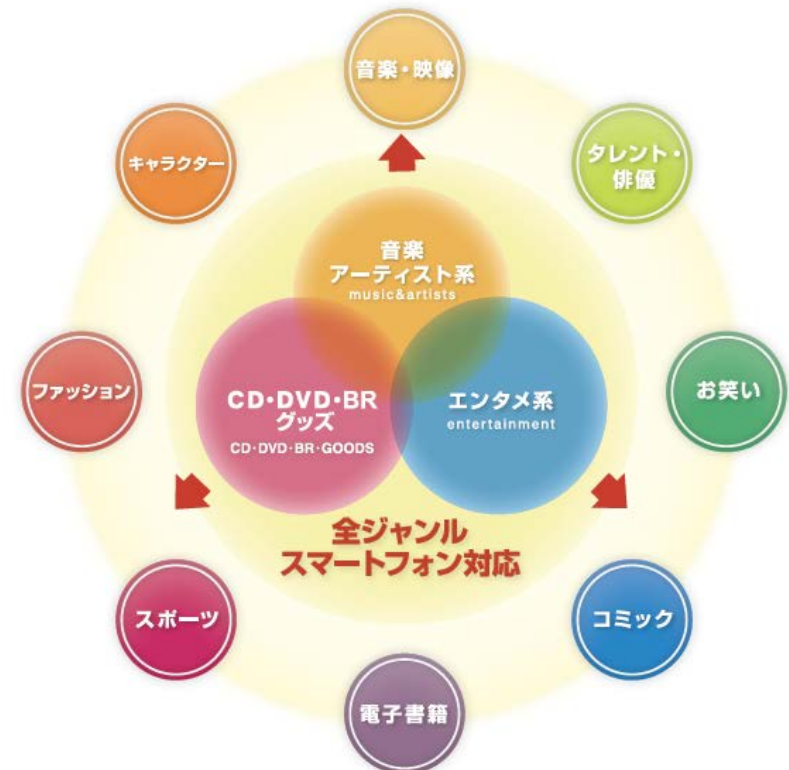 音楽・映像
キャラクター
タレント・
俳優
音楽
アーティスト系
music&artists
ファッション
CD・DVD・BR
グッズ
CD・DVD・BR・GOODS
エンタメ系
entertainment
お笑い
全ジャンル
スマートフォン対応
スポーツ
コミック
電子書籍